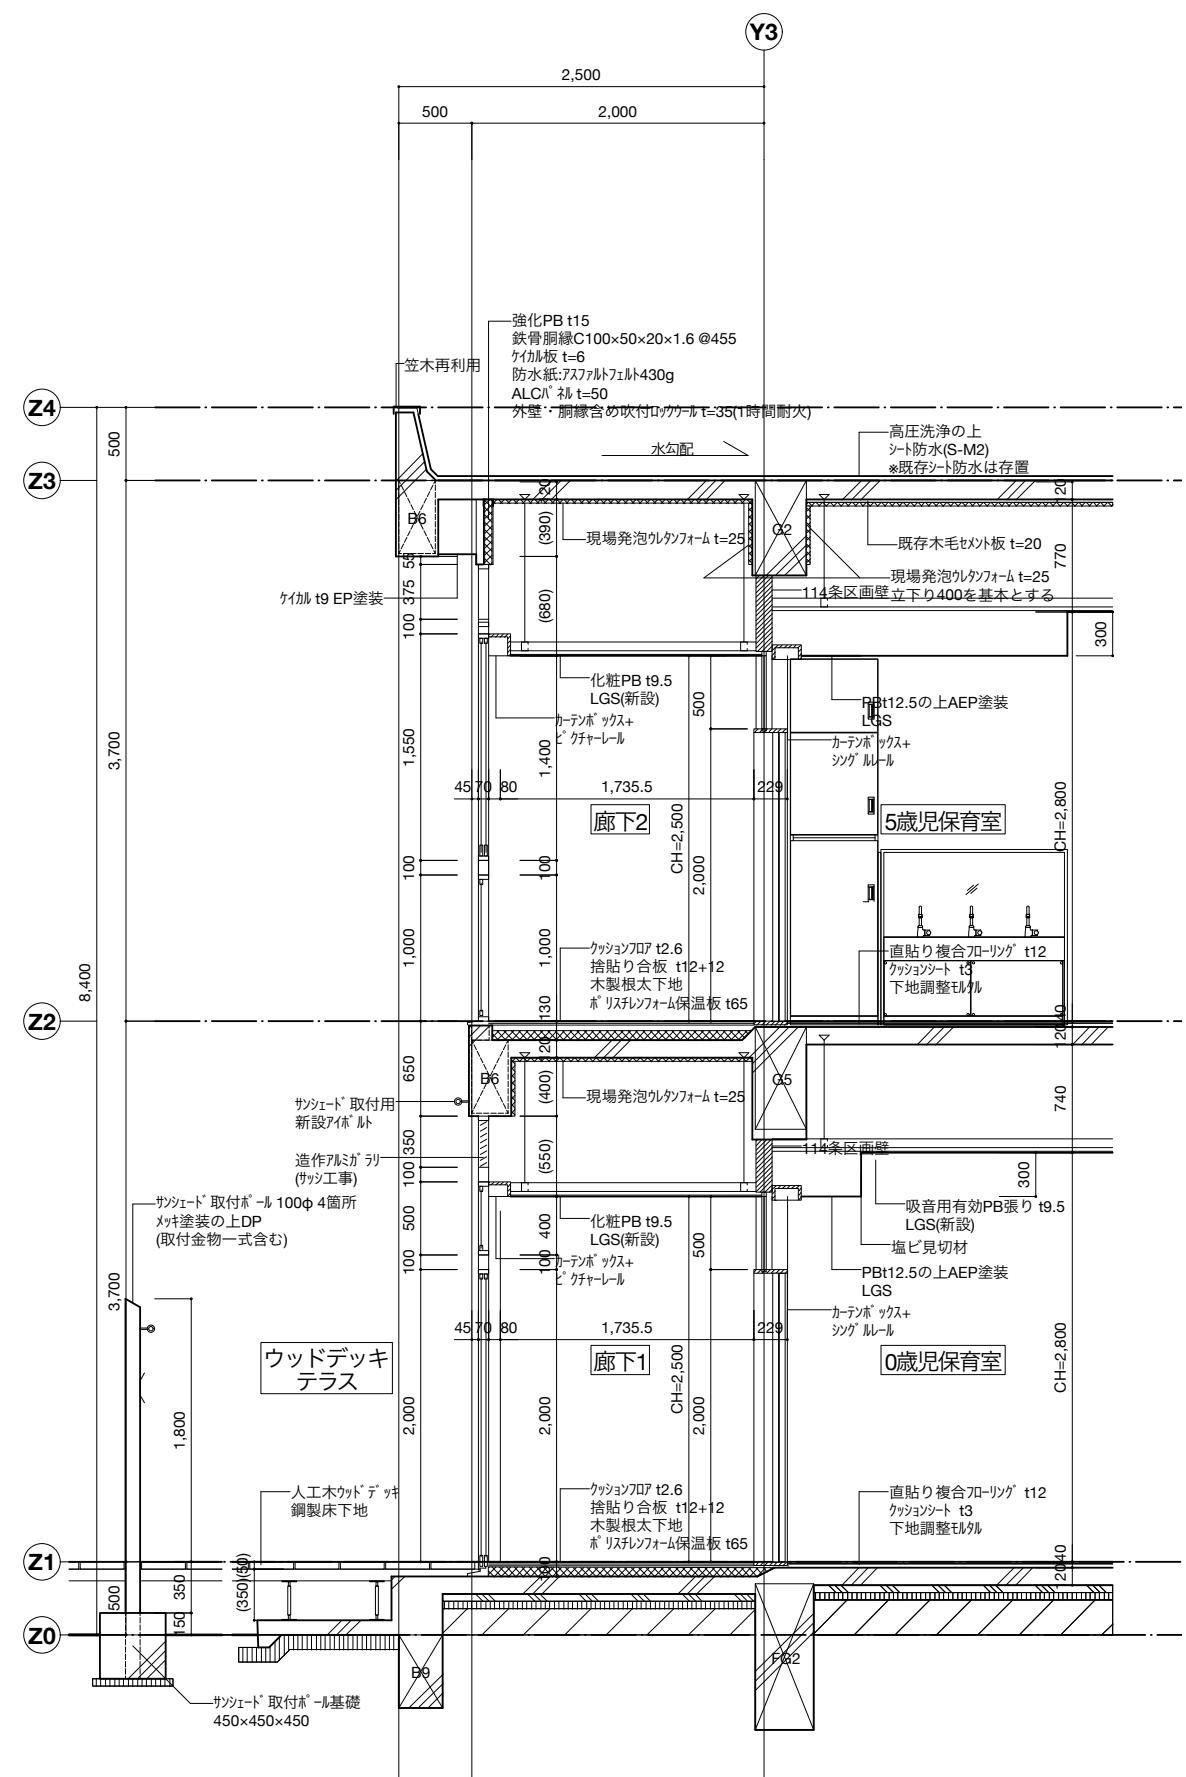 Y3
2,500
500
2,000
強化PB t15
鉄骨胴縁C100×50×20×1.6 @455
ケイカル板 t=6
防水紙:アスファルトフェルト430g
ALCパネル t=50
外壁・胴縁含め吹付ロックウール t=35(1時間耐火)
笠木再利用
Z4
500
水勾配
高圧洗浄の上
シート防水(S-M2)
※既存シート防水は存置
Z3
120
B6
(390)
現場発泡ウレタンフォーム t=25
G2
既存木毛セメント板 t=20
770
55
375
ケイカル t9 EP塗装
100
(680)
現場発泡ウレタンフォーム t=25
立下り400を基本とする
114条区画壁
300
化粧PB t9.5
LGS(新設)
カーテンボックス+
ピクチャーレール
500
PBt12.5の上AEP塗装
LGS
カーテンボックス+
シングルレール
3,700
1,550
1,400
45
70
80
1,735.5
229
廊下2
CH=2,500
5歳児保育室
CH=2,800
100
100
2,000
8,400
1,000
1,000
クッションフロア t2.6
捨貼り合板 t12+12
木製根太下地
ポリスチレンフォーム保温板 t65
直貼り複合フローリング t12
クッションシート t3
下地調整モルタル
130
Z2
120
120
40
650
B6
(400)
現場発泡ウレタンフォーム t=25
G5
740
サンシェード取付用
新設アイボルト
350
造作アルミガラリ
(サッシ工事)
(550)
114条区画壁
100
300
サンシェード取付ポール 100φ 4箇所
メッキ塗装の上DP
(取付金物一式含む)
500
400
化粧PB t9.5
LGS(新設)
500
吸音用有効PB張り t9.5
LGS(新設)
塩ビ見切材
100
100
カーテンボックス+
ピクチャーレール
PBt12.5の上AEP塗装
LGS
カーテンボックス+
シングルレール
3,700
45
70
80
1,735.5
229
ウッドデッキ
テラス
廊下1
CH=2,500
0歳児保育室
CH=2,800
1,800
2,000
2,000
2,000
人工木ウッドデッキ
鋼製床下地
クッションフロア t2.6
捨貼り合板 t12+12
木製根太下地
ポリスチレンフォーム保温板 t65
直貼り複合フローリング t12
クッションシート t3
下地調整モルタル
Z1
(50)
(350)
500
350
150
120
40
Z0
B9
FG2
サンシェード取付ポール基礎
450×450×450